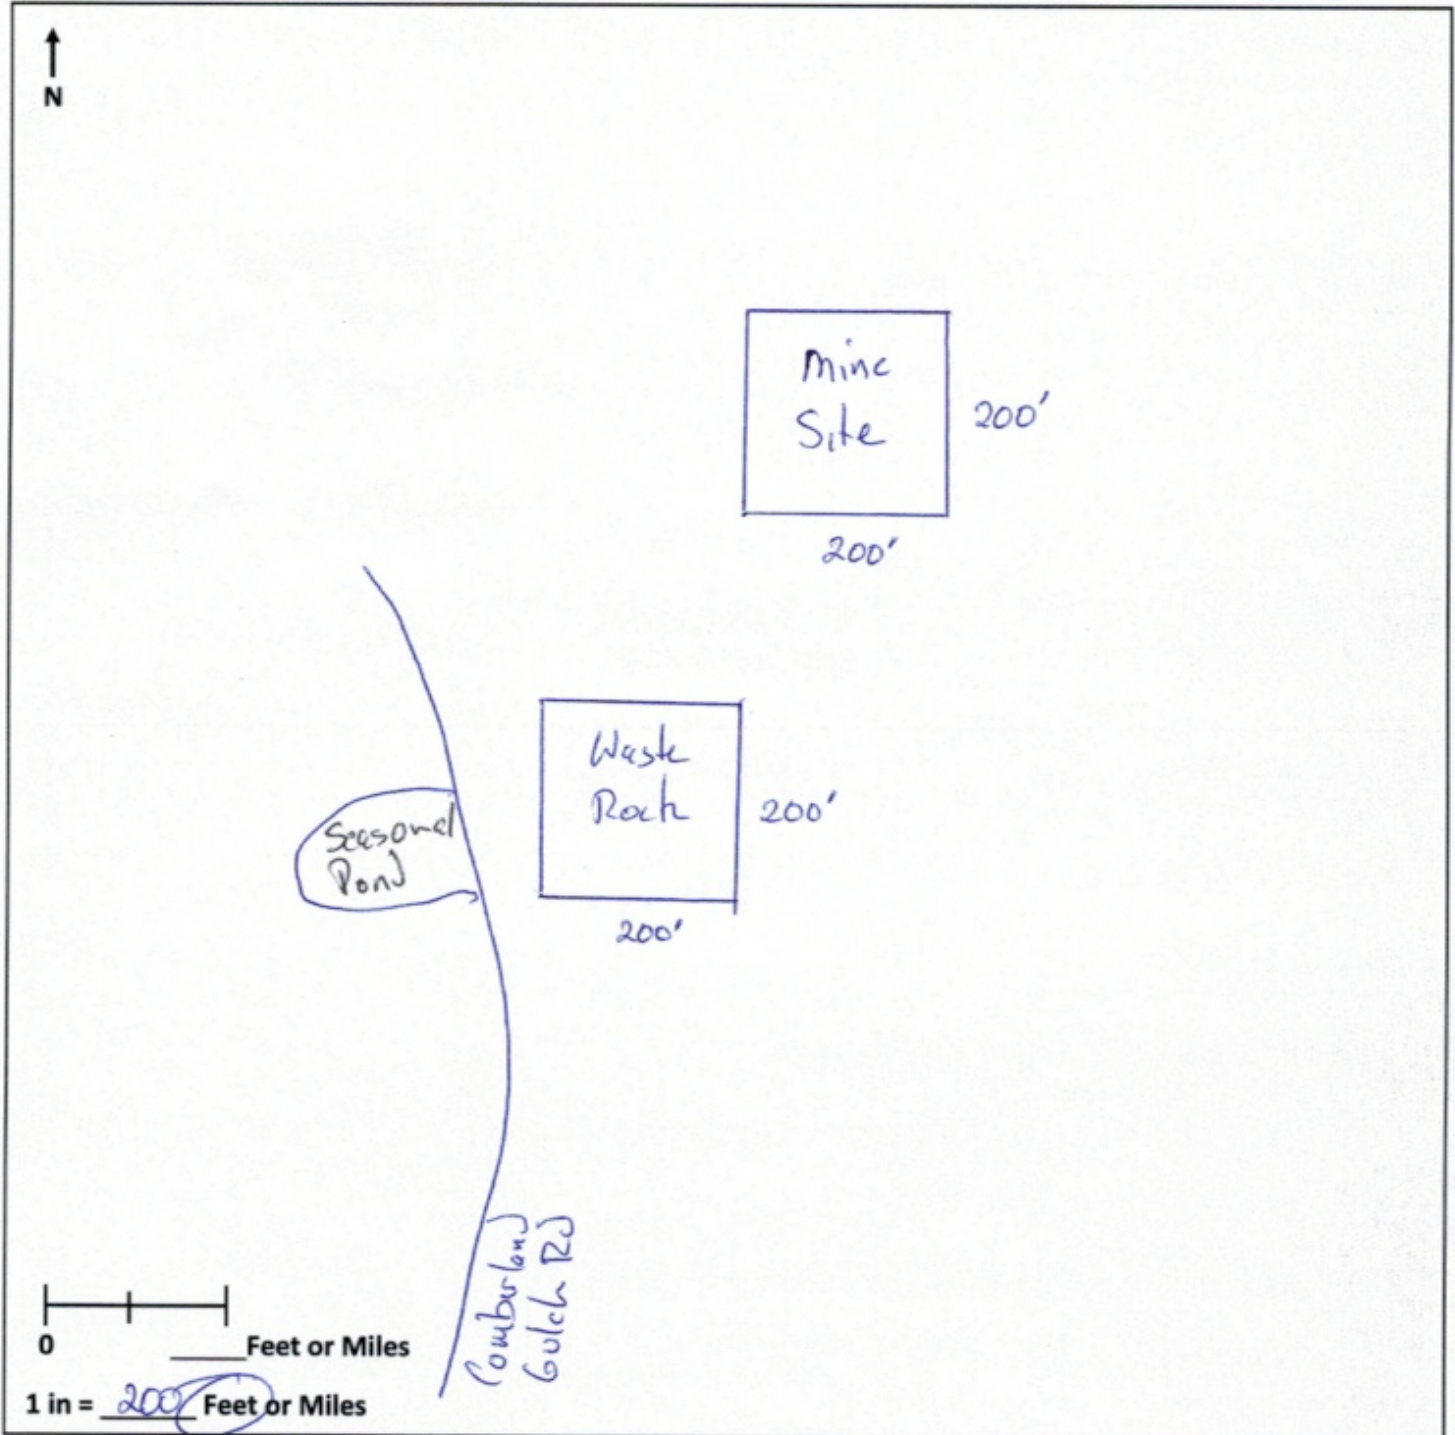 N
Mine
Site
200'
200'
Waste
Rock
200'
200'
Seasonal
Pond
Cumberland
Gulch Rd
0
Feet or Miles
1 in = 200 Feet or Miles